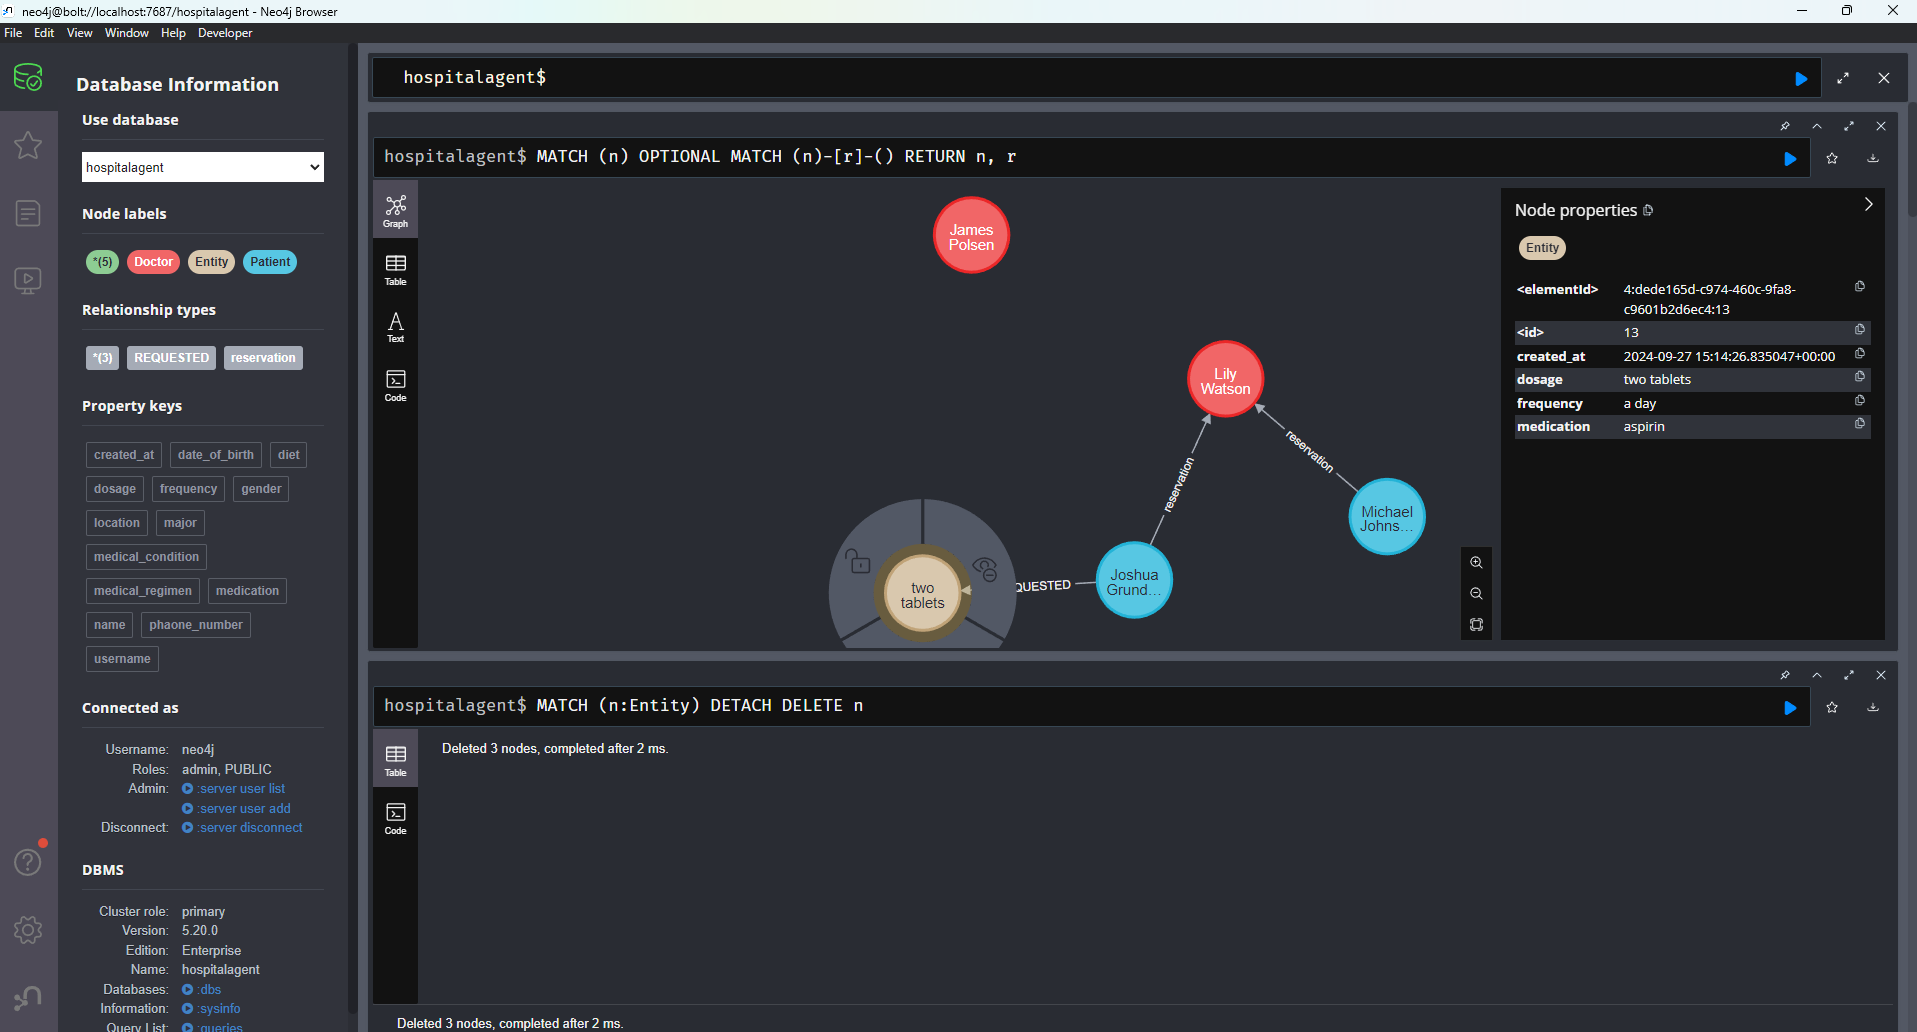 neo4j@bolt://localhost:7687/hospitalagent - Neo4j Browser
File Edit View Window Help Developer
Database Information
Use database
hospitalagent
Node labels
*(5) Doctor Entity Patient
Relationship types
*(3) REQUESTED reservation
Property keys
created_at date_of_birth diet
dosage frequency gender
location major
medical_condition
medical_regimen medication
name phaone_number
username
Connected as
Username: neo4j
Roles: admin, PUBLIC
Admin: :server user list
:server user add
Disconnect: :server disconnect
DBMS
Cluster role: primary
Version: 5.20.0
Edition: Enterprise
Name: hospitalagent
Databases: :dbs
Information: :sysinfo
Query List: :queries
hospitalagent$
hospitalagent$ MATCH (n) OPTIONAL MATCH (n)-[r]-() RETURN n, r
Graph
Table
Text
Code
James
Polsen
Lily
Watson
reservation
reservation
Michael
Johns...
Joshua
Grund...
QUESTED
two
tablets
Node properties
Entity
<elementId> 4:dede165d-c974-460c-9fa8-
c9601b2d6ec4:13
<id> 13
created_at 2024-09-27 15:14:26.835047+00:00
dosage two tablets
frequency a day
medication aspirin
hospitalagent$ MATCH (n:Entity) DETACH DELETE n
Table
Code
Deleted 3 nodes, completed after 2 ms.
Deleted 3 nodes, completed after 2 ms.